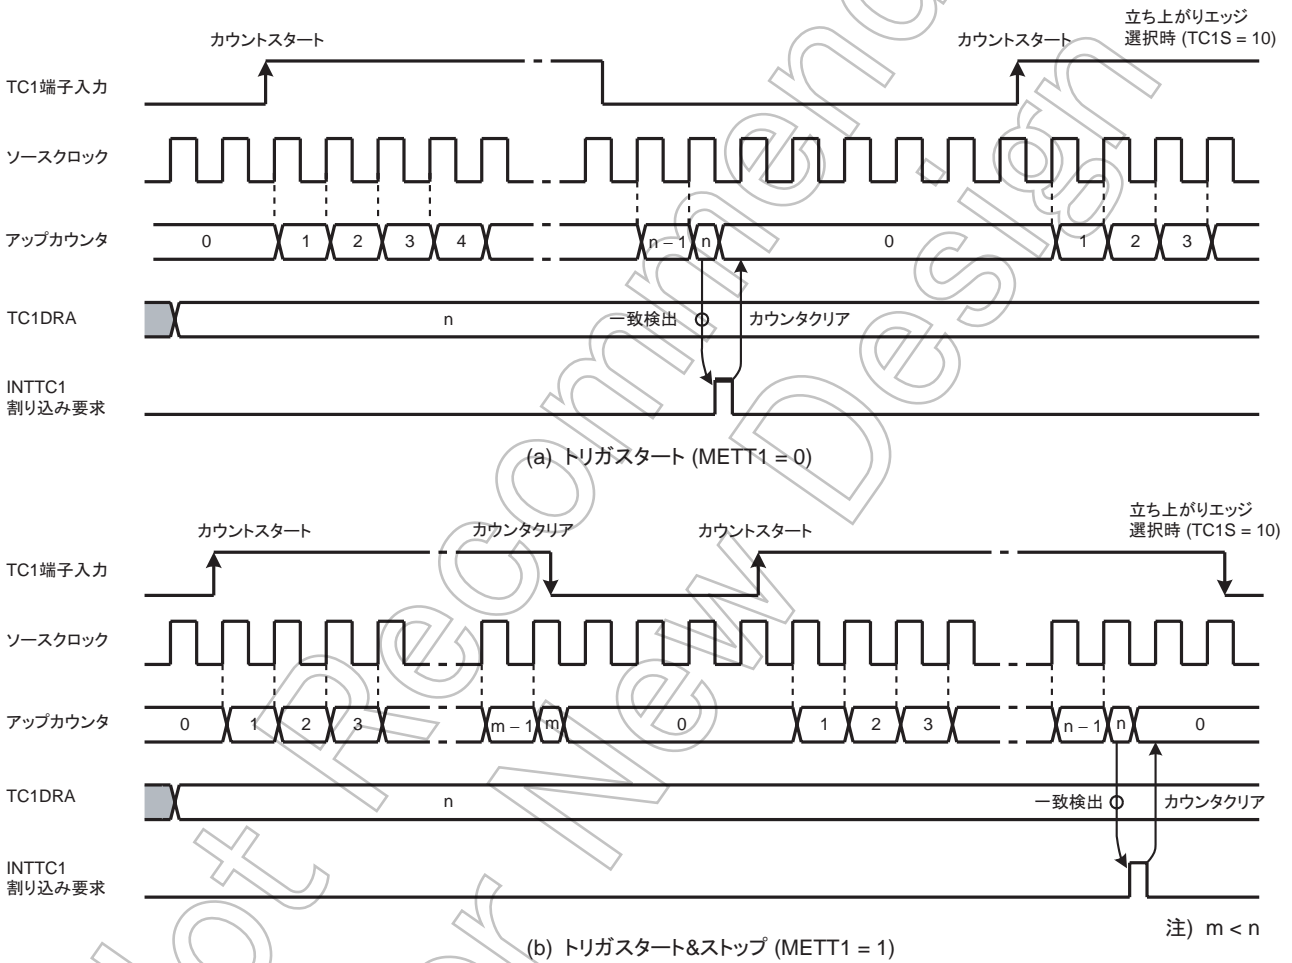 立ち上がりエッジ
選択時 (TC1S = 10)
カウントスタート
カウントスタート
TC1端子入力
ソースクロック
アップカウンタ
0
1
2
3
4
n – 1
n
0
1
2
3
TC1DRA
n
一致検出
カウンタクリア
INTTC1
割り込み要求
(a) トリガスタート (METT1 = 0)
立ち上がりエッジ
選択時 (TC1S = 10)
カウントスタート
カウンタクリア
カウントスタート
TC1端子入力
ソースクロック
アップカウンタ
0
1
2
3
m – 1
m
0
1
2
3
n – 1
n
0
TC1DRA
n
一致検出
カウンタクリア
INTTC1
割り込み要求
注) m < n
(b) トリガスタート&ストップ (METT1 = 1)
Not Recommend
or New Design